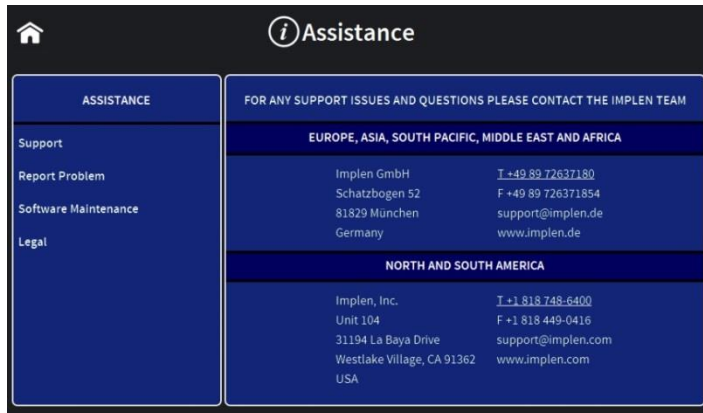 Assistance
ASSISTANCE
Support
Report Problem
Software Maintenance
Legal
FOR ANY SUPPORT ISSUES AND QUESTIONS PLEASE CONTACT THE IMPLEN TEAM
EUROPE, ASIA, SOUTH PACIFIC, MIDDLE EAST AND AFRICA
Implen GmbH
Schatzbogen 52
81829 München
Germany
T +49 89 72637180
F +49 89 726371854
support@implen.de
www.implen.de
NORTH AND SOUTH AMERICA
Implen, Inc.
Unit 104
31194 La Baya Drive
Westlake Village, CA 91362
USA
T +1 818 748-6400
F +1 818 449-0416
support@implen.com
www.implen.com